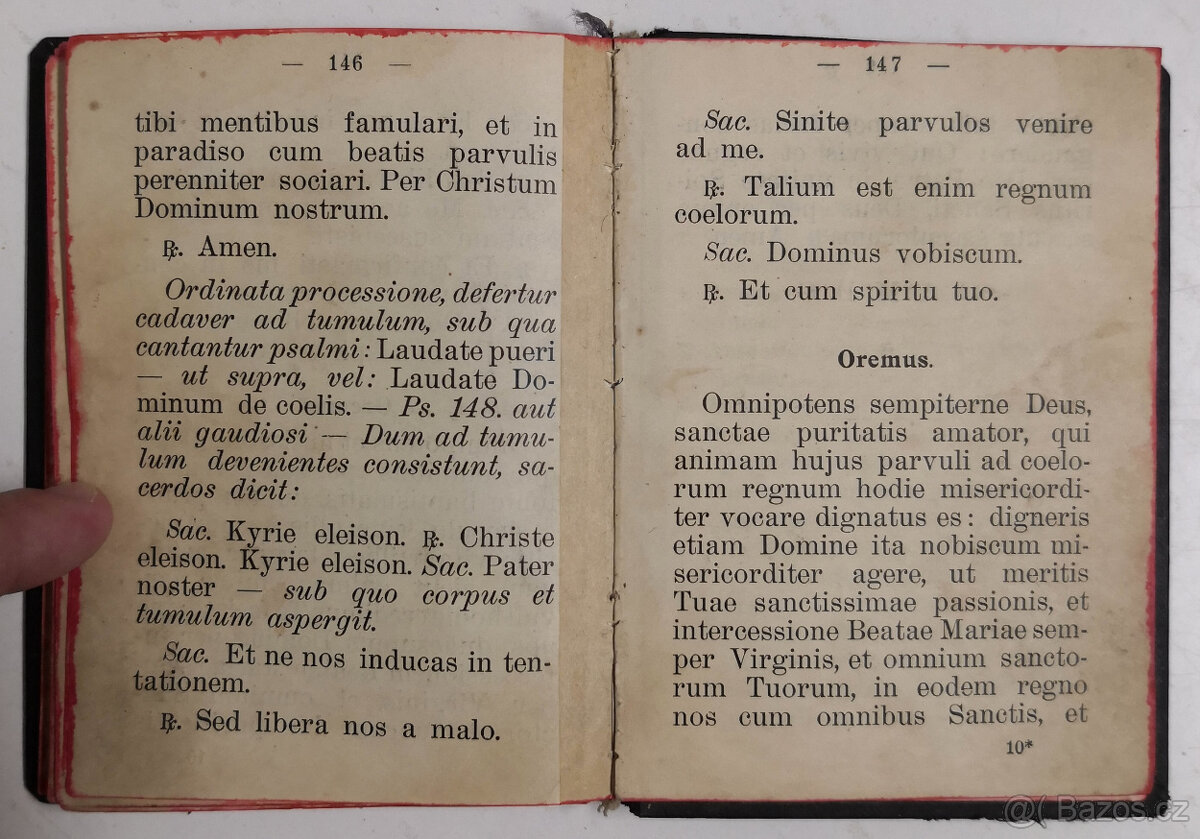 — 146 —
tibi mentibus famulari, et in
paradiso cum beatis parvulis
perenniter sociari. Per Christum
Dominum nostrum.
℟. Amen.
Ordinata processione, defertur
cadaver ad tumulum, sub qua
cantantur psalmi: Laudate pueri
— ut supra, vel: Laudate Do-
minum de coelis. — Ps. 148. aut
alii gaudiosi — Dum ad tumu-
lum devenientes consistunt, sa-
cerdos dicit:
Sac. Kyrie eleison. ℟. Christe
eleison. Kyrie eleison. Sac. Pater
noster — sub quo corpus et
tumulum aspergit.
Sac. Et ne nos inducas in ten-
tationem.
℟. Sed libera nos a malo.
— 147 —
Sac. Sinite parvulos venire
ad me.
℟. Talium est enim regnum
coelorum.
Sac. Dominus vobiscum.
℟. Et cum spiritu tuo.
Oremus.
Omnipotens sempiterne Deus,
sanctae puritatis amator, qui
animam hujus parvuli ad coelo-
rum regnum hodie misericordi-
ter vocare dignatus es: digneris
etiam Domine ita nobiscum mi-
sericorditer agere, ut meritis
Tuae sanctissimae passionis, et
intercessione Beatae Mariae sem-
per Virginis, et omnium sancto-
rum Tuorum, in eodem regno
nos cum omnibus Sanctis, et
10*
@( Bazos.cz